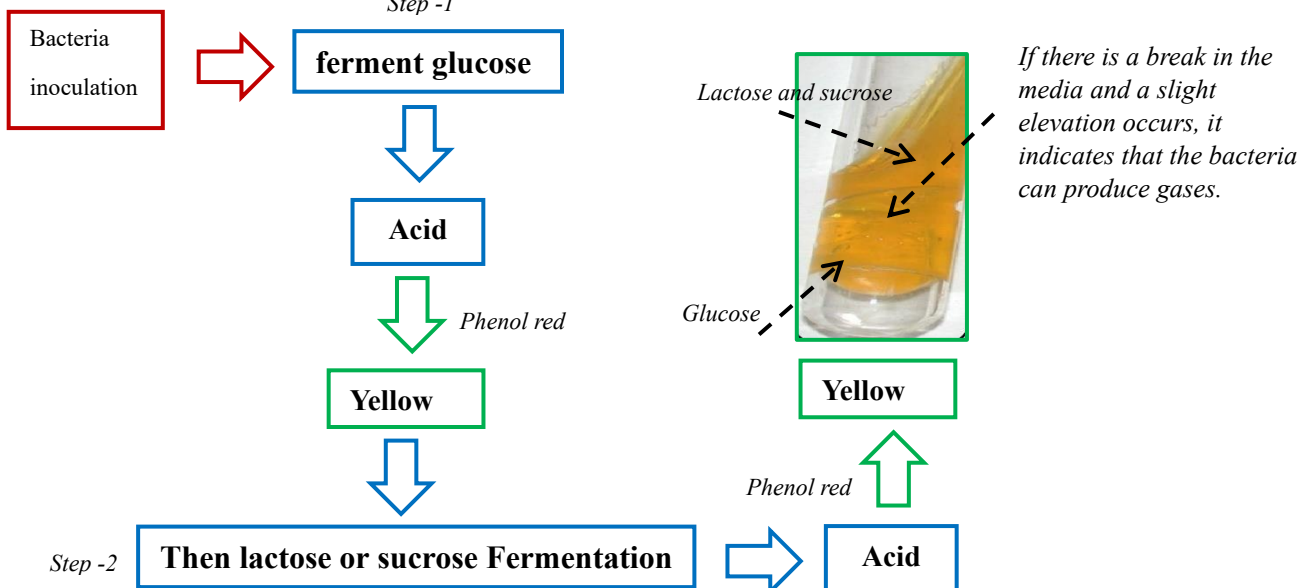 Step -1
Bacteria
inoculation
ferment glucose
Acid
Phenol red
Yellow
Step -2
Then lactose or sucrose Fermentation
Acid
Phenol red
Yellow
Lactose and sucrose
Glucose
If there is a break in the
media and a slight
elevation occurs, it
indicates that the bacteria
can produce gases.